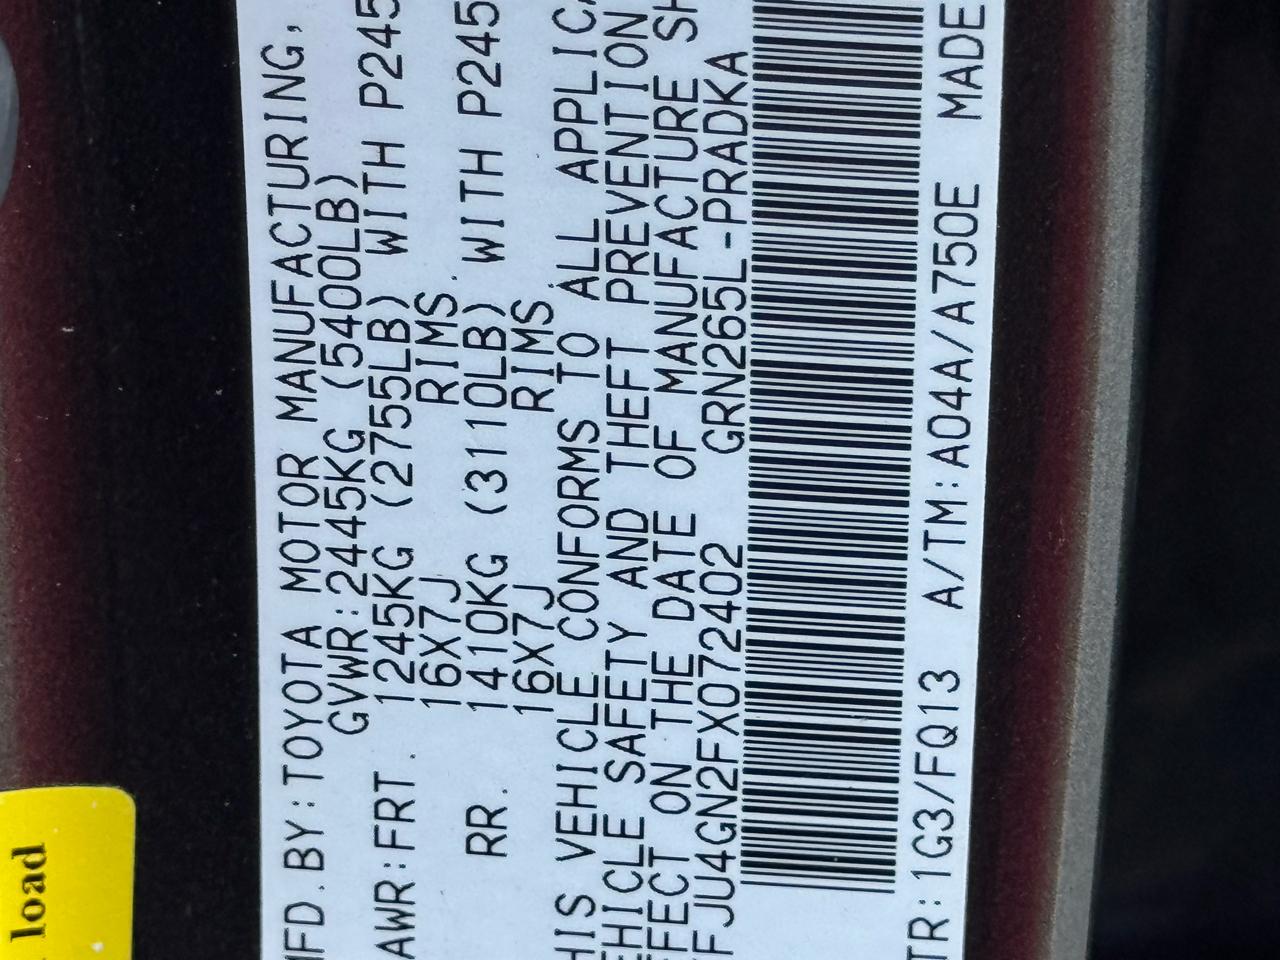 MFD.BY:TOYOTA MOTOR MANUFACTURING,
GVWR:2445KG (5400LB)
GAWR:FRT. 1245KG (2755LB) WITH P245
16X7J RIMS.
RR. 1410KG (3110LB) WITH P245
16X7J RIMS.
THIS VEHICLE CONFORMS TO ALL APPLICA
VEHICLE SAFETY AND THEFT PREVENTION
EFFECT ON THE DATE OF MANUFACTURE SH
FJU4GN2FX072402 GRN265L-PRADKA
TR:1G3/FQ13 A/TM:A04A/A750E MADE
load